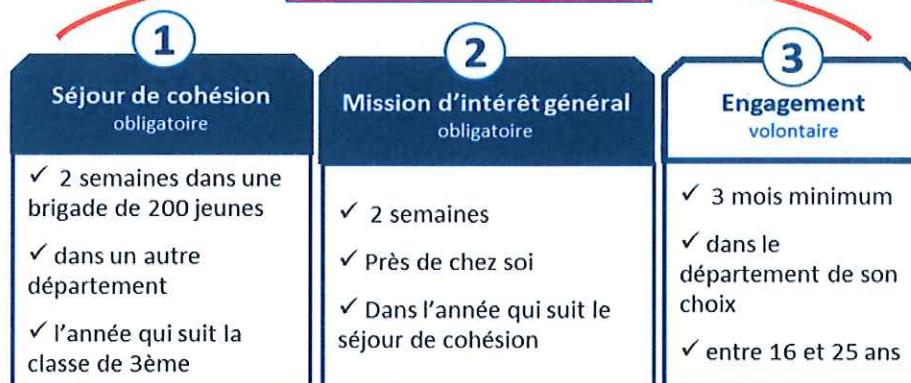 1
Séjour de cohésion
obligatoire
✓ 2 semaines dans une
brigade de 200 jeunes
✓ dans un autre
département
✓ l'année qui suit la
classe de 3ème
2
Mission d'intérêt général
obligatoire
✓ 2 semaines
✓ Près de chez soi
✓ Dans l'année qui suit le
séjour de cohésion
3
Engagement
volontaire
✓ 3 mois minimum
✓ dans le
département de son
choix
✓ entre 16 et 25 ans